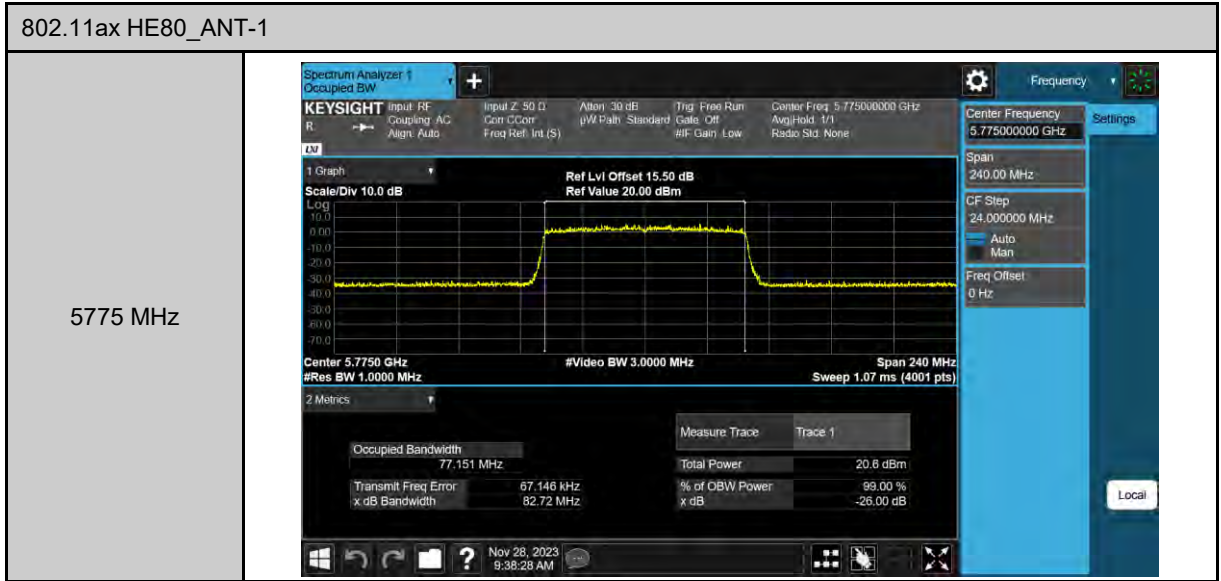 802.11ax HE80_ANT-1
5775 MHz
Spectrum Analyzer 1
Occupied BW
+
Frequency
KEYSIGHT Input: RF Input Z: 50 Ω Atten: 30 dB Trig: Free Run Center Freq: 5.775000000 GHz
R Coupling: AC Corr CCorr µW Path: Standard Gate: Off Avg|Hold: 1/1
Align: Auto Freq Ref: Int (S) #IF Gain: Low Radio Std: None
LXI
Center Frequency
5.775000000 GHz
Settings
Span
240.00 MHz
CF Step
24.000000 MHz
Auto
Man
Freq Offset
0 Hz
1 Graph
Ref Lvl Offset 15.50 dB
Scale/Div 10.0 dB Ref Value 20.00 dBm
Log
10.0
0.00
-10.0
-20.0
-30.0
-40.0
-50.0
-60.0
-70.0
Center 5.7750 GHz #Video BW 3.0000 MHz Span 240 MHz
#Res BW 1.0000 MHz Sweep 1.07 ms (4001 pts)
2 Metrics
Measure Trace Trace 1
Occupied Bandwidth
77.151 MHz
Total Power 20.6 dBm
Transmit Freq Error 67.146 kHz % of OBW Power 99.00 %
x dB Bandwidth 82.72 MHz x dB -26.00 dB
Local
?
Nov 28, 2023
9:38:28 AM